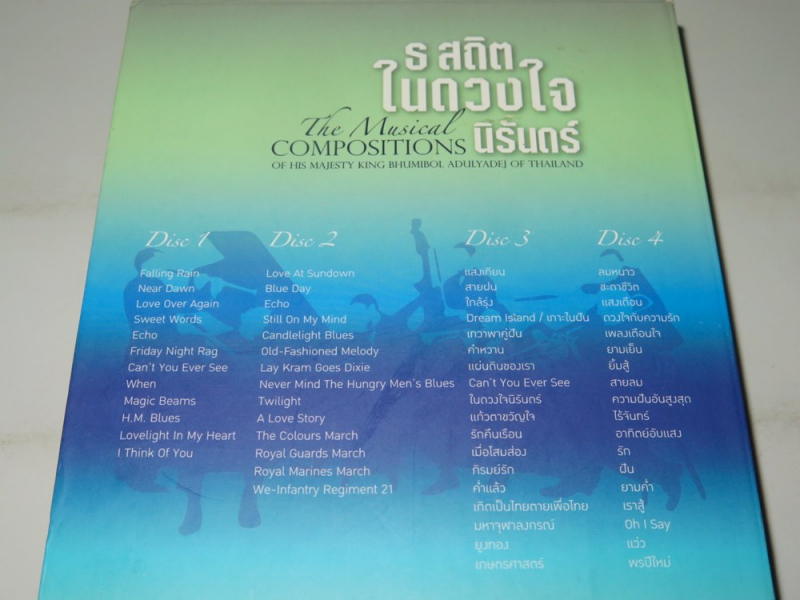 ธ สถิต
ในดวงใจ
นิรันดร์
The Musical
COMPOSITIONS
OF HIS MAJESTY KING BHUMIBOL ADULYADEJ OF THAILAND
Disc 1
Falling Rain
Near Dawn
Love Over Again
Sweet Words
Echo
Friday Night Rag
Can't You Ever See
When
Magic Beams
H.M. Blues
Lovelight In My Heart
I Think Of You
Disc 2
Love At Sundown
Blue Day
Echo
Still On My Mind
Candlelight Blues
Old-Fashioned Melody
Lay Kram Goes Dixie
Never Mind The Hungry Men's Blues
Twilight
A Love Story
The Colours March
Royal Guards March
Royal Marines March
We-Infantry Regiment 21
Disc 3
แสงเทียน
สายฝน
ใกล้รุ่ง
Dream Island / เกาะในฝัน
เทวาพาคู่ฝัน
คำหวาน
แผ่นดินของเรา
Can't You Ever See
ในดวงใจนิรันดร์
แก้วตาขวัญใจ
รักคืนเรือน
เมื่อโสมส่อง
ภิรมย์รัก
ค่ำแล้ว
เกิดเป็นไทยตายเพื่อไทย
มหาจุฬาลงกรณ์
ยูงทอง
เกษตรศาสตร์
Disc 4
ลมหนาว
ชะตาชีวิต
แสงเดือน
ดวงใจกับความรัก
เพลงเตือนใจ
ยามเย็น
ยิ้มสู้
สายลม
ความฝันอันสูงสุด
ไร้จันทร์
อาทิตย์อับแสง
รัก
ฝัน
ยามค่ำ
เราสู้
Oh I Say
แว่ว
พรปีใหม่